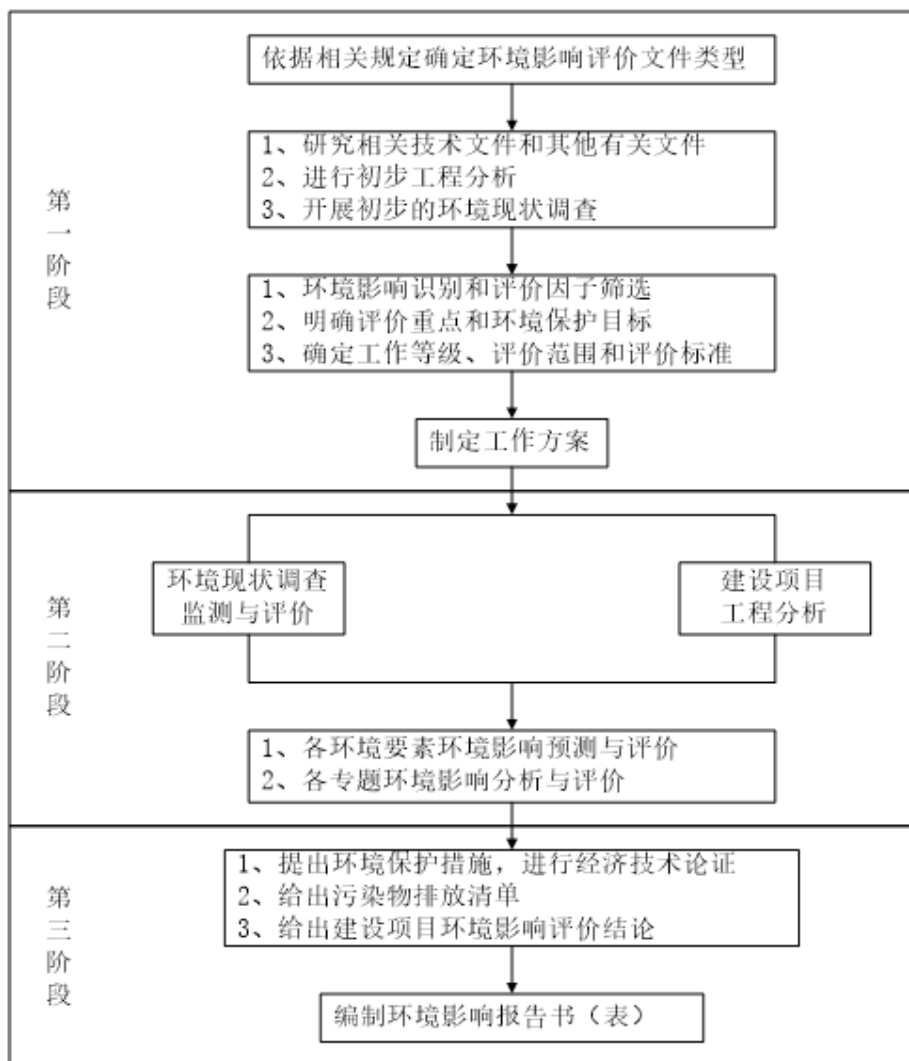 依据相关规定确定环境影响评价文件类型
1、研究相关技术文件和其他有关文件
2、进行初步工程分析
3、开展初步的环境现状调查
第一阶段
1、环境影响识别和评价因子筛选
2、明确评价重点和环境保护目标
3、确定工作等级、评价范围和评价标准
制定工作方案
第二阶段
环境现状调查
监测与评价
建设项目
工程分析
1、各环境要素环境影响预测与评价
2、各专题环境影响分析与评价
第三阶段
1、提出环境保护措施，进行经济技术论证
2、给出污染物排放清单
3、给出建设项目环境影响评价结论
编制环境影响报告书（表）